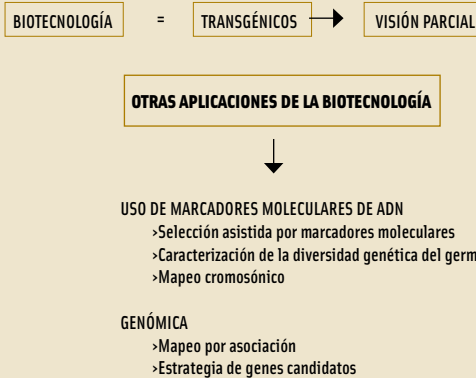 BIOTECNOLOGÍA = TRANSGÉNICOS VISIÓN PARCIAL
OTRAS APLICACIONES DE LA BIOTECNOLOGÍA
USO DE MARCADORES MOLECULARES DE ADN
>Selección asistida por marcadores moleculares
>Caracterización de la diversidad genética del
>Mapeo cromosónico
GENÓMICA
>Mapeo por asociación
>Estrategia de genes candidatos